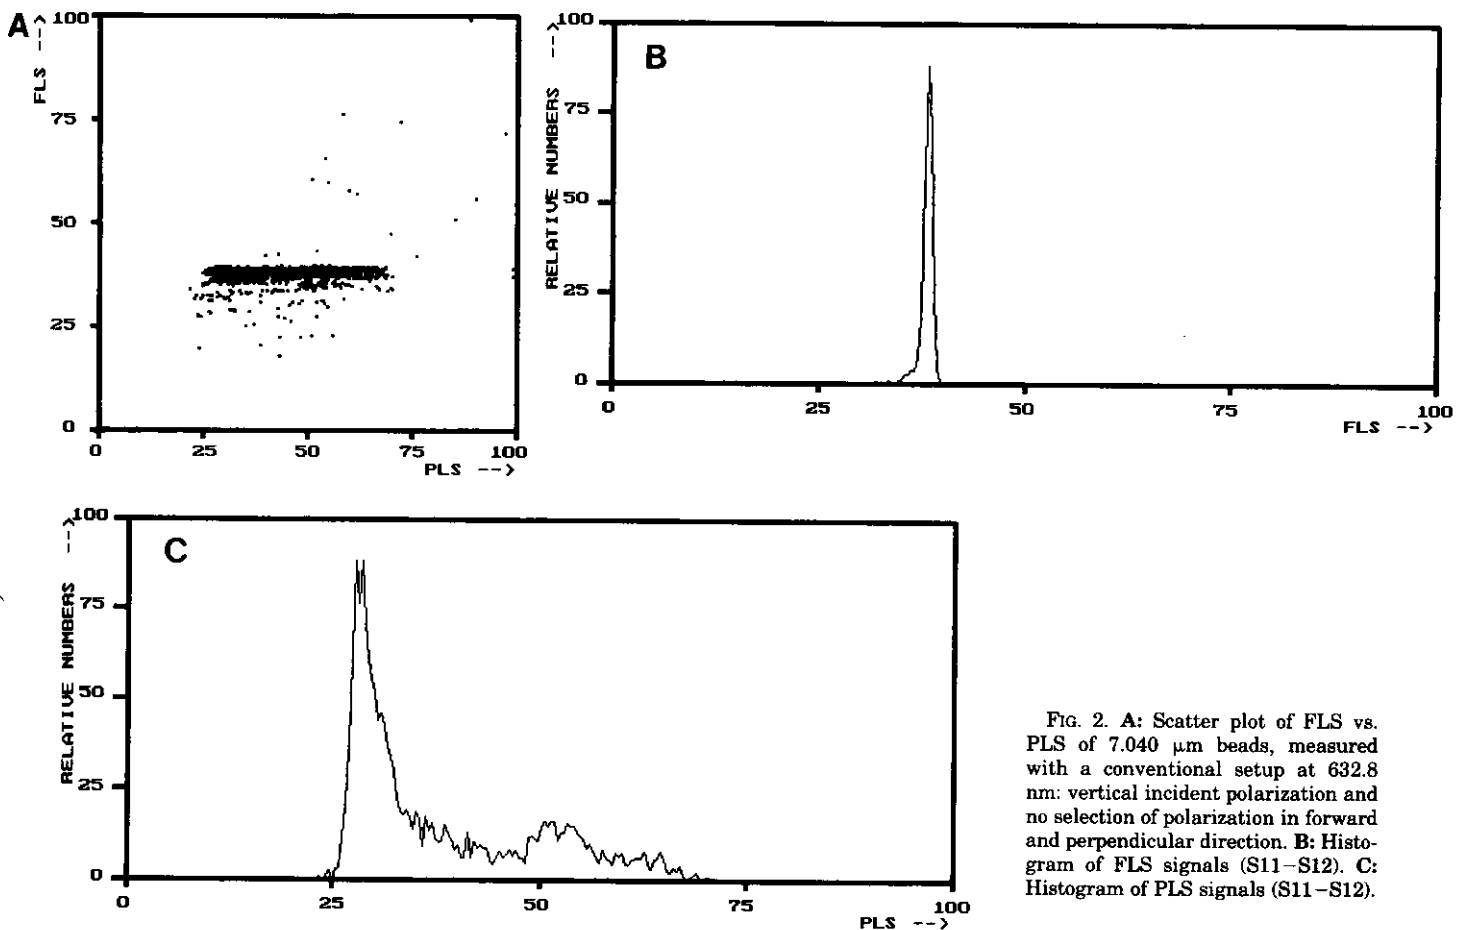 A
FLS -->
100
75
50
25
0
0 25 50 75 100
PLS -->
B
RELATIVE NUMBERS -->
100
75
50
25
0
0 25 50 75 100
FLS -->
C
RELATIVE NUMBERS -->
100
75
50
25
0
0 25 50 75 100
PLS -->
FIG. 2. A: Scatter plot of FLS vs.
PLS of 7.040 μm beads, measured
with a conventional setup at 632.8
nm: vertical incident polarization and
no selection of polarization in forward
and perpendicular direction. B: Histo-
gram of FLS signals (S11–S12). C:
Histogram of PLS signals (S11–S12).